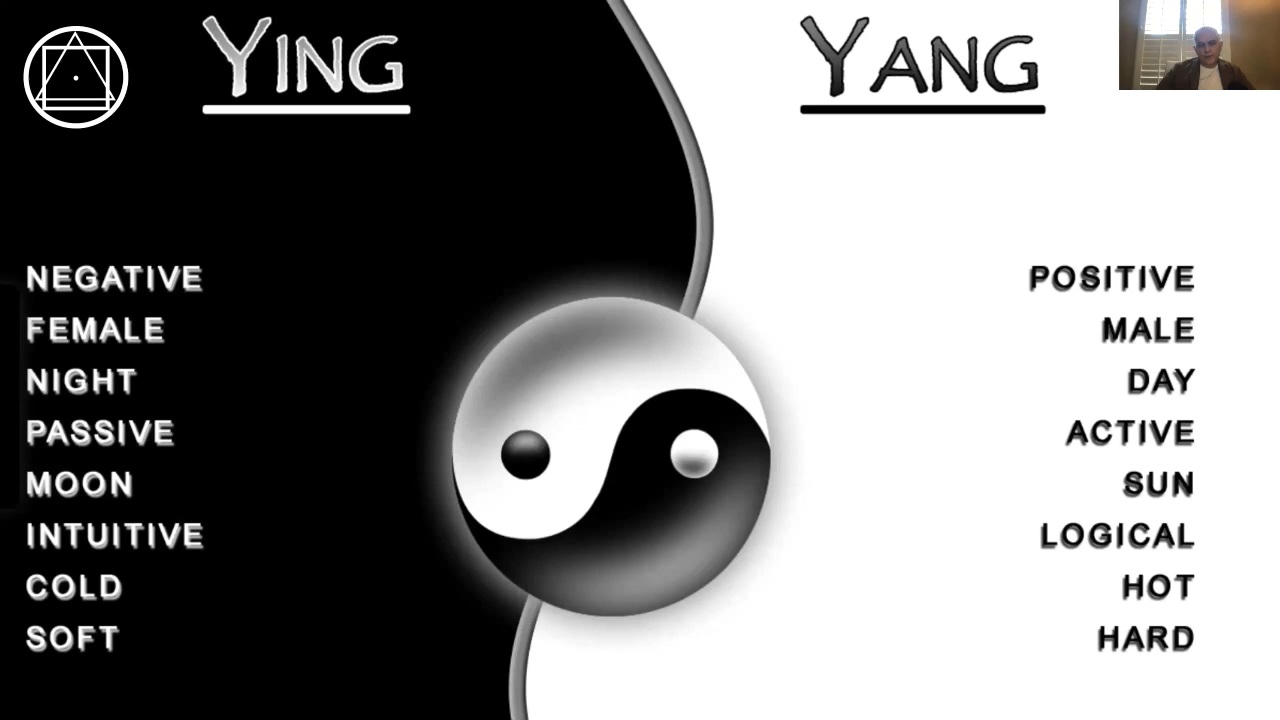 Ying
Yang
NEGATIVE
FEMALE
NIGHT
PASSIVE
MOON
INTUITIVE
COLD
SOFT
POSITIVE
MALE
DAY
ACTIVE
SUN
LOGICAL
HOT
HARD